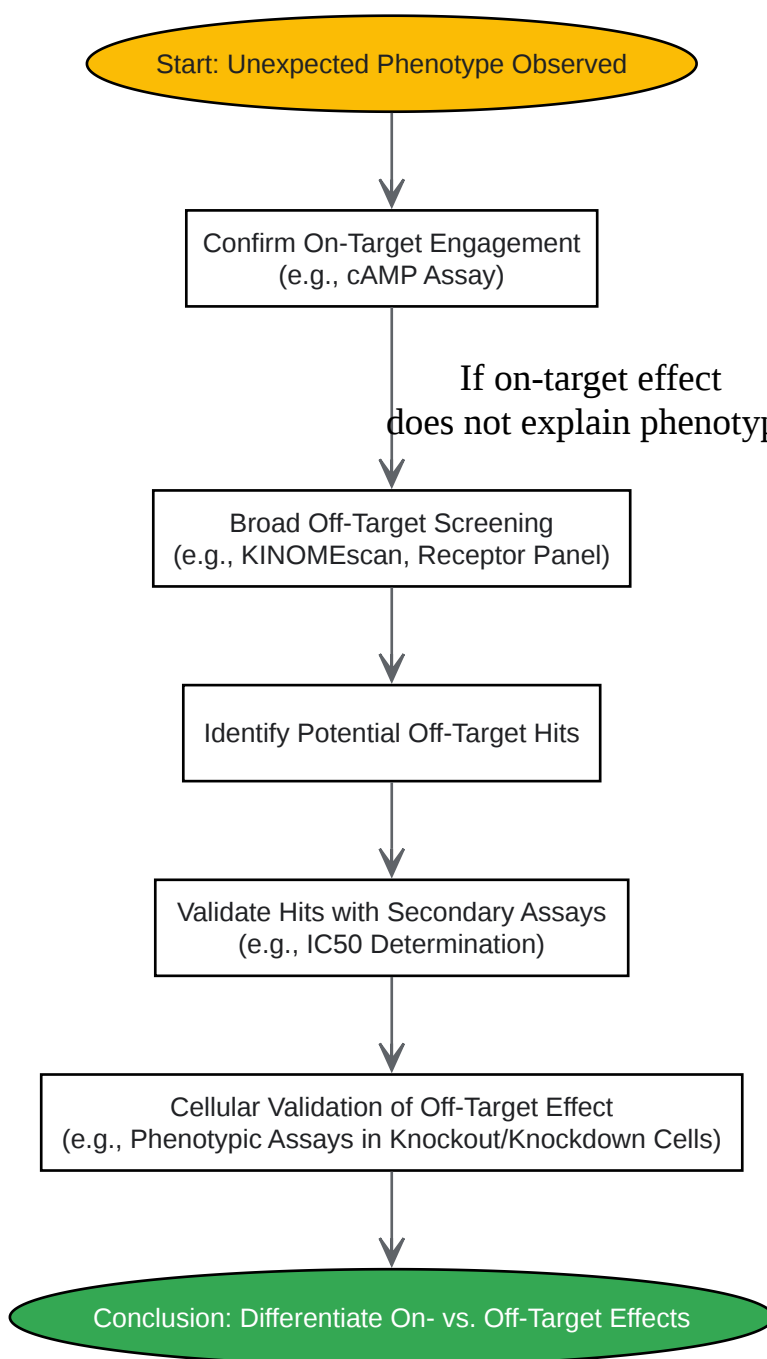 Start: Unexpected Phenotype Observed
Confirm On-Target Engagement
(e.g., cAMP Assay)
If on-target effect
does not explain phenotyp
Broad Off-Target Screening
(e.g., KINOMEscan, Receptor Panel)
Identify Potential Off-Target Hits
Validate Hits with Secondary Assays
(e.g., IC50 Determination)
Cellular Validation of Off-Target Effect
(e.g., Phenotypic Assays in Knockout/Knockdown Cells)
Conclusion: Differentiate On- vs. Off-Target Effects